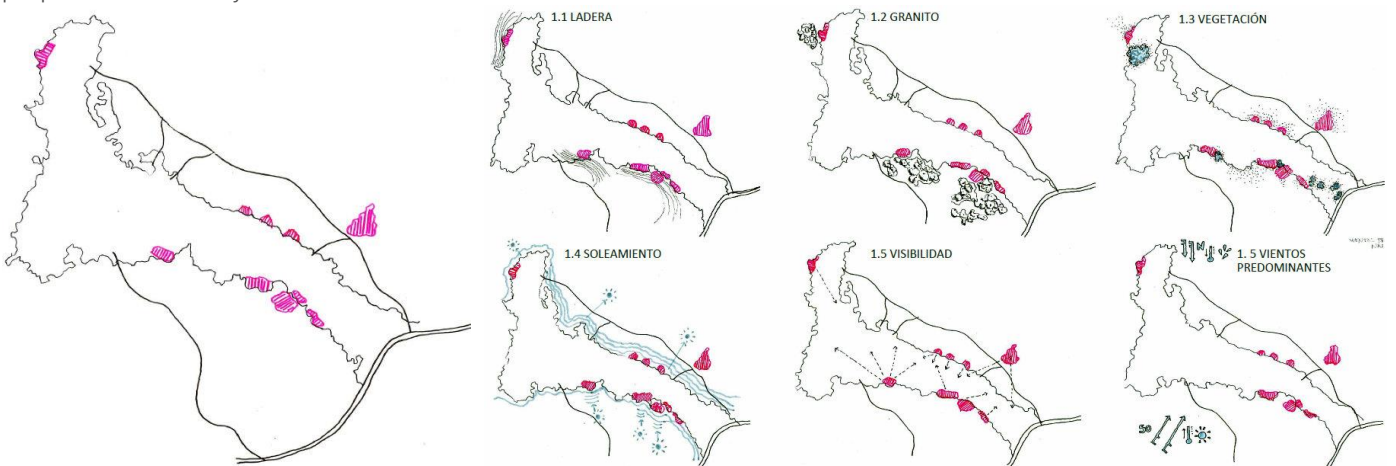 1.1 LADERA
1.2 GRANITO
1.3 VEGETACIÓN
1.4 SOLEAMIENTO
1.5 VISIBILIDAD
1. 5 VIENTOS
PREDOMINANTES
N
SO